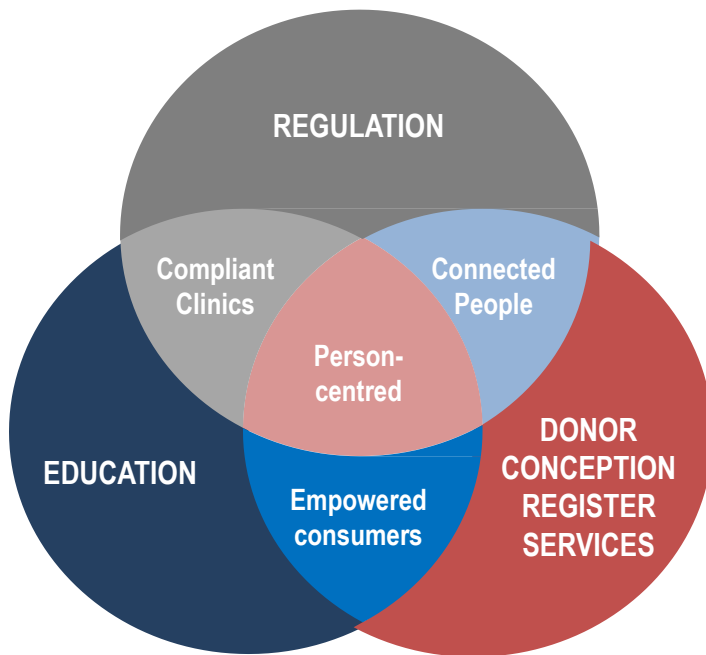 REGULATION
Compliant
Clinics
Connected
People
Person-
centred
EDUCATION
DONOR
CONCEPTION
REGISTER
SERVICES
Empowered
consumers